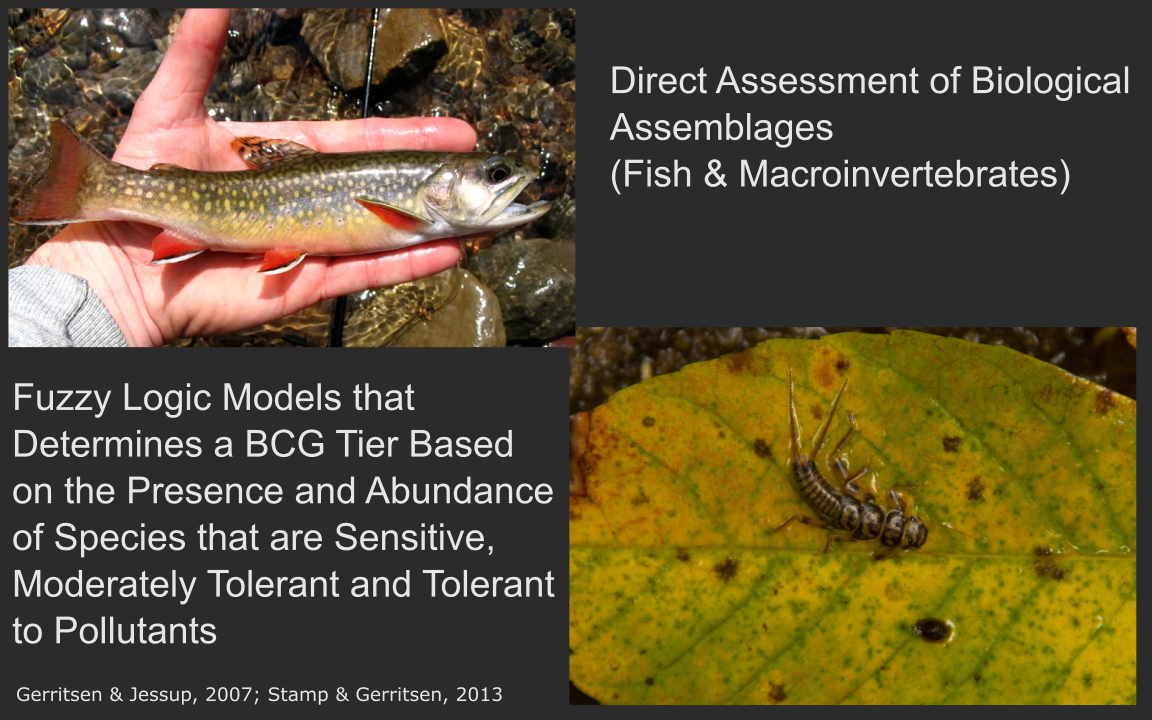 Direct Assessment of Biological
Assemblages
(Fish & Macroinvertebrates)
Fuzzy Logic Models that
Determines a BCG Tier Based
on the Presence and Abundance
of Species that are Sensitive,
Moderately Tolerant and Tolerant
to Pollutants
Gerritsen & Jessup, 2007; Stamp & Gerritsen, 2013